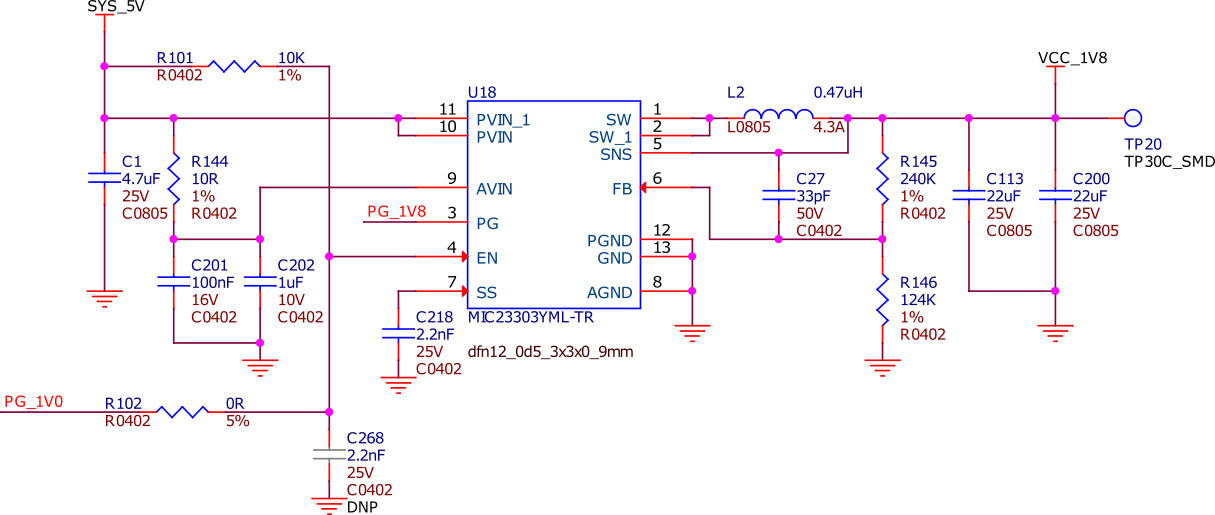 SYS_5V
R101
R0402
10K
1%
C1
4.7uF
25V
C0805
R144
10R
1%
R0402
C201
100nF
16V
C0402
C202
1uF
10V
C0402
PG_1V8
U18
11
10
9
3
4
7
PVIN_1
PVIN
AVIN
PG
EN
SS
SW
SW_1
SNS
FB
PGND
GND
AGND
1
2
5
6
12
13
8
MIC23303YML-TR
dfn12_0d5_3x3x0_9mm
C218
2.2nF
25V
C0402
L2
L0805
0.47uH
4.3A
C27
33pF
50V
C0402
R145
240K
1%
R0402
R146
124K
1%
R0402
C113
22uF
25V
C0805
VCC_1V8
C200
22uF
25V
C0805
TP20
TP30C_SMD
PG_1V0
R102
R0402
0R
5%
C268
2.2nF
25V
C0402
DNP